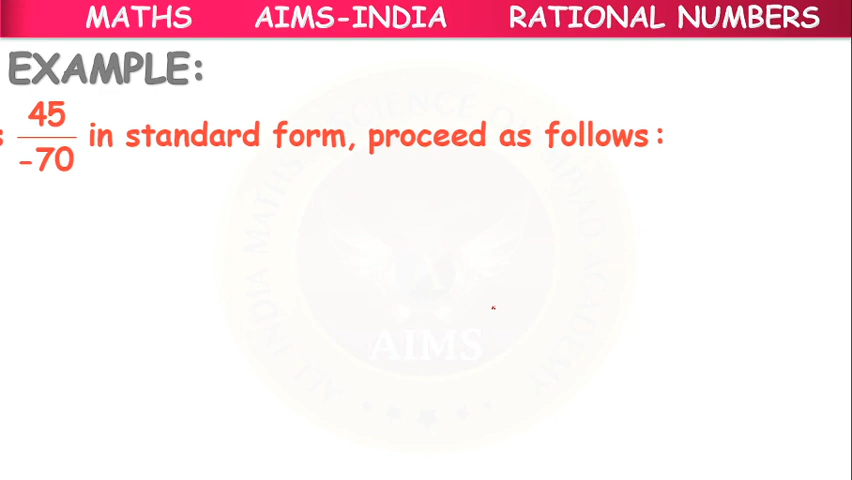 MATHS AIMS-INDIA RATIONAL NUMBERS
EXAMPLE:
45
-70
in standard form, proceed as follows :
AIMS